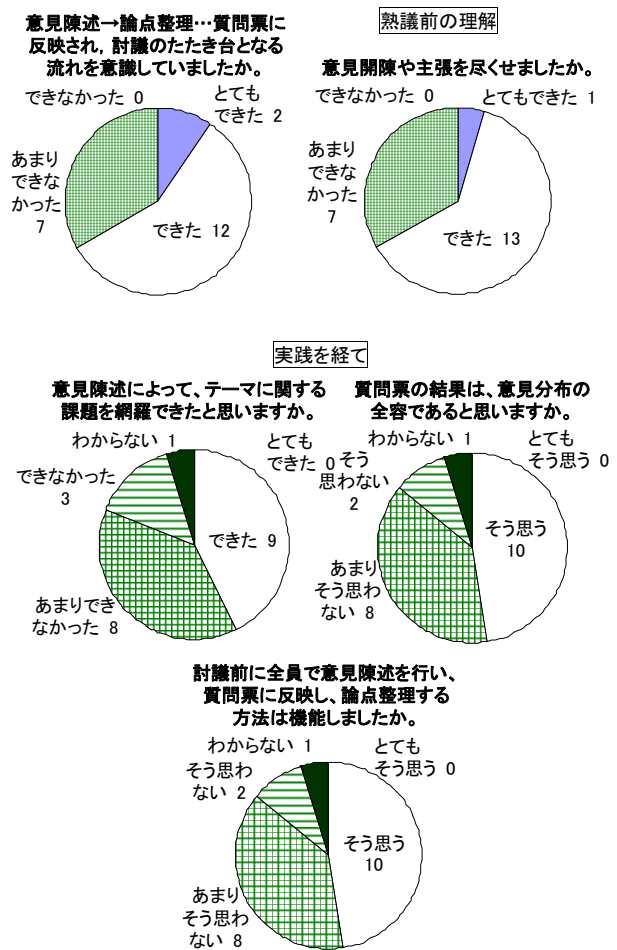 熟議前の理解
意見陳述→論点整理…質問票に
反映され，討議のたたき台となる
流れを意識していましたか。
できなかった 0
とても
できた 2
あまり
できな
かった
7
できた 12
意見開陳や主張を尽くせましたか。
できなかった 0
とてもできた 1
あまり
できな
かった
7
できた 13
実践を経て
意見陳述によって、テーマに関する
課題を網羅できたと思いますか。
わからない 1
とても
できた 0
できなかった
3
できた 9
あまりでき
なかった 8
質問票の結果は、意見分布の
全容であると思いますか。
わからない 1
とても
そう思う 0
そう
思わない
2
そう思う
10
あまり
そう思わ
ない 8
討議前に全員で意見陳述を行い、
質問票に反映し、論点整理する
方法は機能しましたか。
わからない 1
とても
そう思う 0
そう思わ
ない 2
そう思う
10
あまり
そう思わ
ない 8